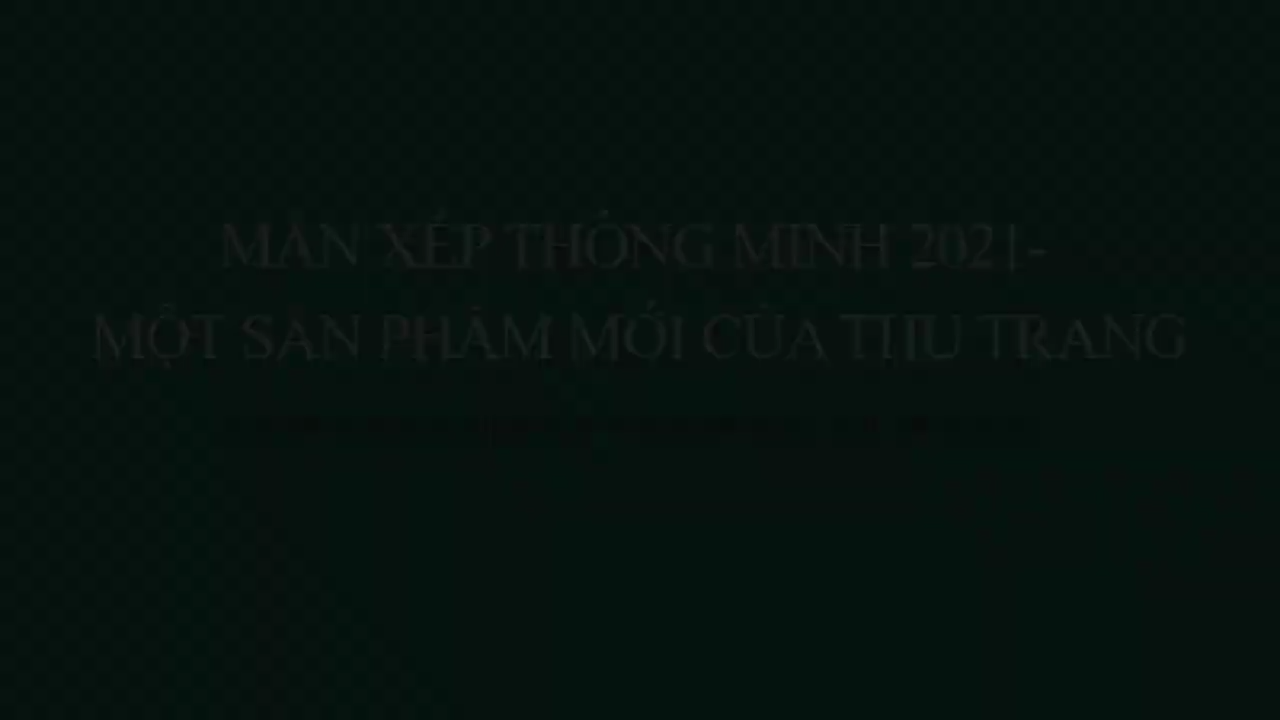 MÀN XẾP THÔNG MINH 2021-
MỘT SẢN PHẨM MỚI CỦA THU TRANG